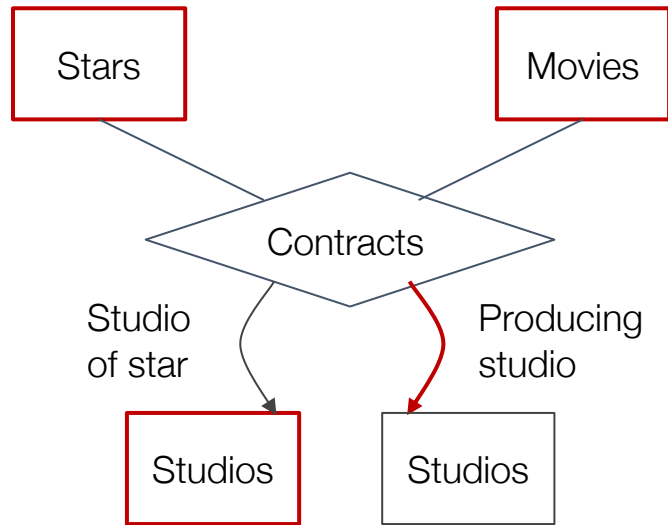 Stars
Movies
Contracts
Studio
of star
Producing
studio
Studios
Studios